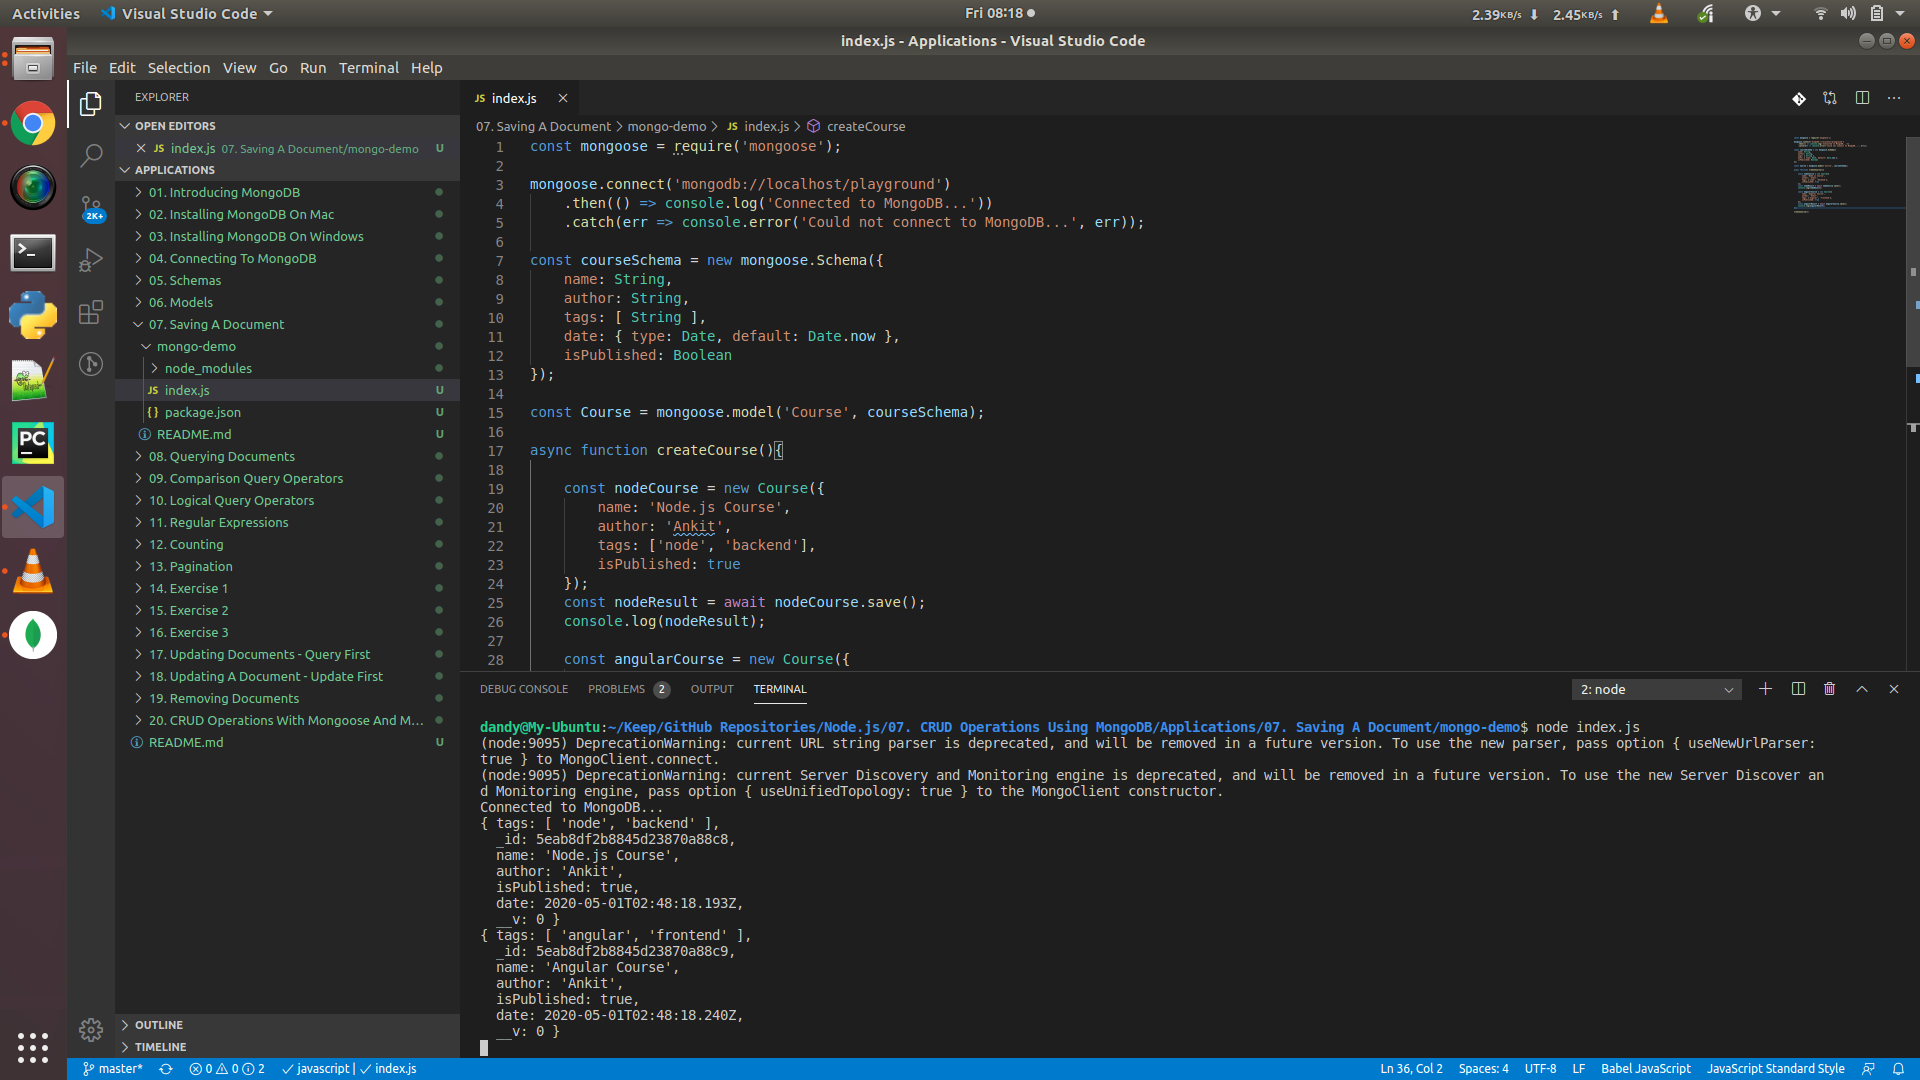 Activities
Visual Studio Code
Fri 08:18
2.39KB/s
2.45KB/s
index.js - Applications - Visual Studio Code
File Edit Selection View Go Run Terminal Help
EXPLORER
OPEN EDITORS
JS index.js 07. Saving A Document/mongo-demo U
APPLICATIONS
01. Introducing MongoDB
02. Installing MongoDB On Mac
2K+
03. Installing MongoDB On Windows
04. Connecting To MongoDB
05. Schemas
06. Models
07. Saving A Document
mongo-demo
node_modules
JS index.js U
{} package.json U
README.md U
08. Querying Documents
09. Comparison Query Operators
10. Logical Query Operators
11. Regular Expressions
12. Counting
13. Pagination
14. Exercise 1
15. Exercise 2
16. Exercise 3
17. Updating Documents - Query First
18. Updating A Document - Update First
19. Removing Documents
20. CRUD Operations With Mongoose And M...
README.md U
PC
OUTLINE
TIMELINE
JS index.js
07. Saving A Document > mongo-demo > JS index.js > createCourse
1 const mongoose = require('mongoose');
2
3 mongoose.connect('mongodb://localhost/playground')
4 .then(() => console.log('Connected to MongoDB...'))
5 .catch(err => console.error('Could not connect to MongoDB...', err));
6
7 const courseSchema = new mongoose.Schema({
8 name: String,
9 author: String,
10 tags: [ String ],
11 date: { type: Date, default: Date.now },
12 isPublished: Boolean
13 });
14
15 const Course = mongoose.model('Course', courseSchema);
16
17 async function createCourse(){
18
19 const nodeCourse = new Course({
20 name: 'Node.js Course',
21 author: 'Ankit',
22 tags: ['node', 'backend'],
23 isPublished: true
24 });
25 const nodeResult = await nodeCourse.save();
26 console.log(nodeResult);
27
28 const angularCourse = new Course({
DEBUG CONSOLE PROBLEMS 2 OUTPUT TERMINAL
2: node
dandy@My-Ubuntu:~/Keep/GitHub Repositories/Node.js/07. CRUD Operations Using MongoDB/Applications/07. Saving A Document/mongo-demo$ node index.js
(node:9095) DeprecationWarning: current URL string parser is deprecated, and will be removed in a future version. To use the new parser, pass option { useNewUrlParser:
true } to MongoClient.connect.
(node:9095) DeprecationWarning: current Server Discovery and Monitoring engine is deprecated, and will be removed in a future version. To use the new Server Discover an
d Monitoring engine, pass option { useUnifiedTopology: true } to the MongoClient constructor.
Connected to MongoDB...
{ tags: [ 'node', 'backend' ],
_id: 5eab8df2b8845d23870a88c8,
name: 'Node.js Course',
author: 'Ankit',
isPublished: true,
date: 2020-05-01T02:48:18.193Z,
__v: 0 }
{ tags: [ 'angular', 'frontend' ],
_id: 5eab8df2b8845d23870a88c9,
name: 'Angular Course',
author: 'Ankit',
isPublished: true,
date: 2020-05-01T02:48:18.240Z,
__v: 0 }
master* 0 0 2 javascript | index.js
Ln 36, Col 2 Spaces: 4 UTF-8 LF Babel JavaScript JavaScript Standard Style